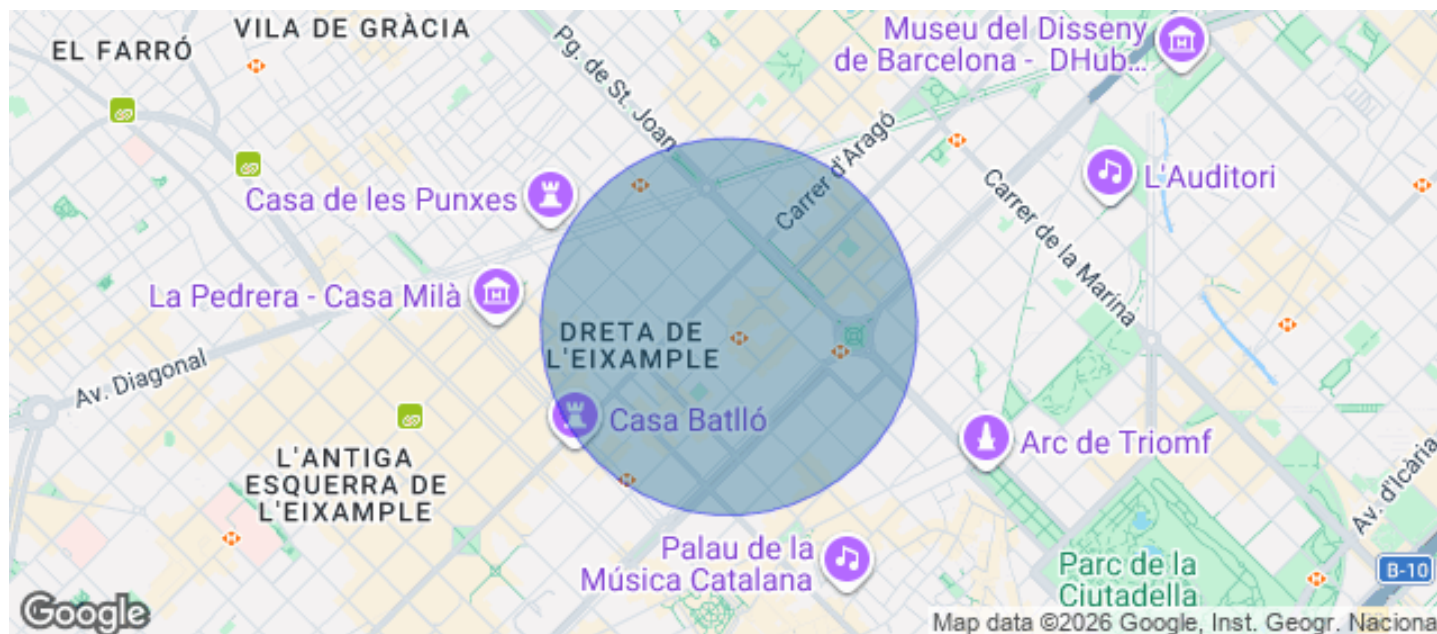 VILA DE GRÀCIA
EL FARRÓ
Pg. de St. Joan
Museu del Disseny
de Barcelona - DHub...
Carrer d'Aragó
Casa de les Punxes
L'Auditori
Carrer de la Marina
La Pedrera - Casa Milà
DRETA DE
L'EIXAMPLE
Av. Diagonal
Casa Batlló
Arc de Triomf
L'ANTIGA
ESQUERRA DE
L'EIXAMPLE
Av. d'Icària
Palau de la
Música Catalana
Parc de la
Ciutadella
B-10
Google
Map data ©2026 Google, Inst. Geogr. Naciona